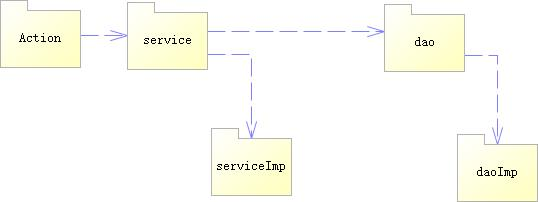 Action
service
dao
serviceImp
daoImp